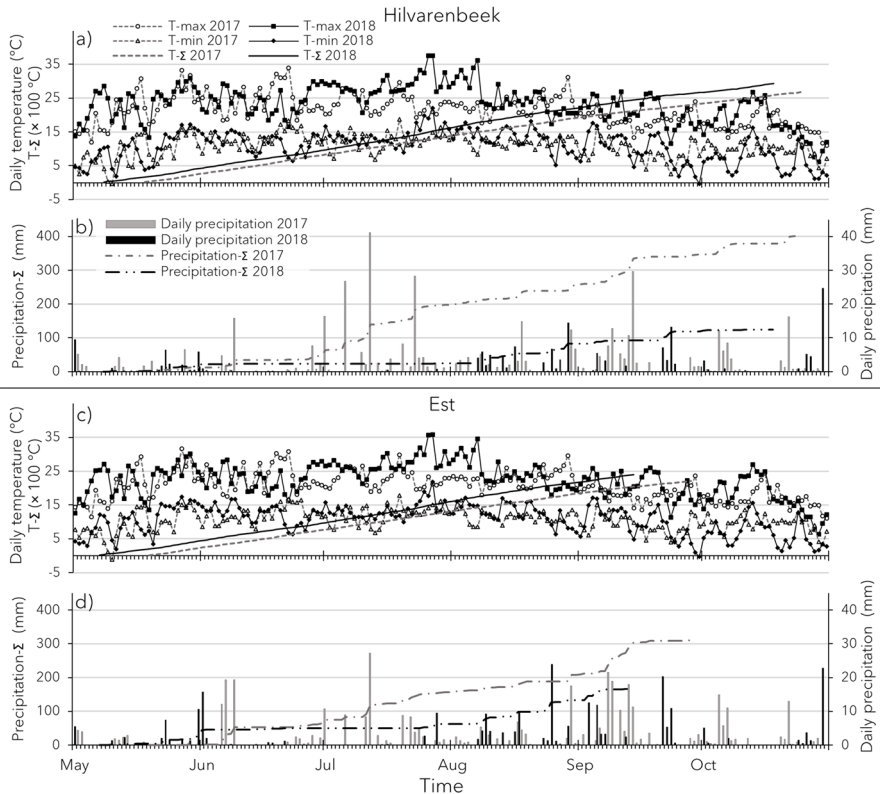 Hilvarenbeek
a)
T-max 2017 T-max 2018
T-min 2017 T-min 2018
T-Σ 2017 T-Σ 2018
Daily temperature (°C)
T-Σ (× 100 °C)
35
25
15
5
-5
b)
Daily precipitation 2017
Daily precipitation 2018
Precipitation-Σ 2017
Precipitation-Σ 2018
Precipitation-Σ (mm)
400
300
200
100
0
40
30
20
10
0
Daily precipitation (mm)
Est
c)
Daily temperature (°C)
T-Σ (× 100 °C)
35
25
15
5
-5
d)
Precipitation-Σ (mm)
400
300
200
100
0
40
30
20
10
0
Daily precipitation (mm)
May Jun Jul Aug Sep Oct
Time